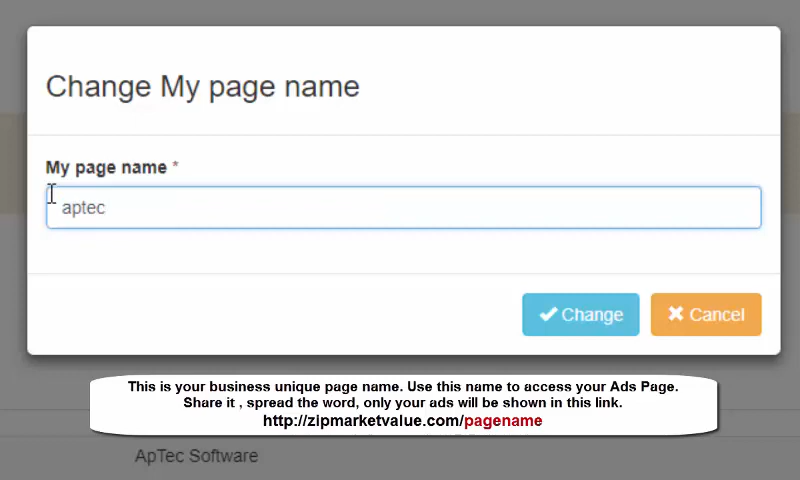 Change My page name
My page name *
aptec
Change
Cancel
This is your business unique page name. Use this name to access your Ads Page.
Share it , spread the word, only your ads will be shown in this link.
http://zipmarketvalue.com/pagename
ApTec Software